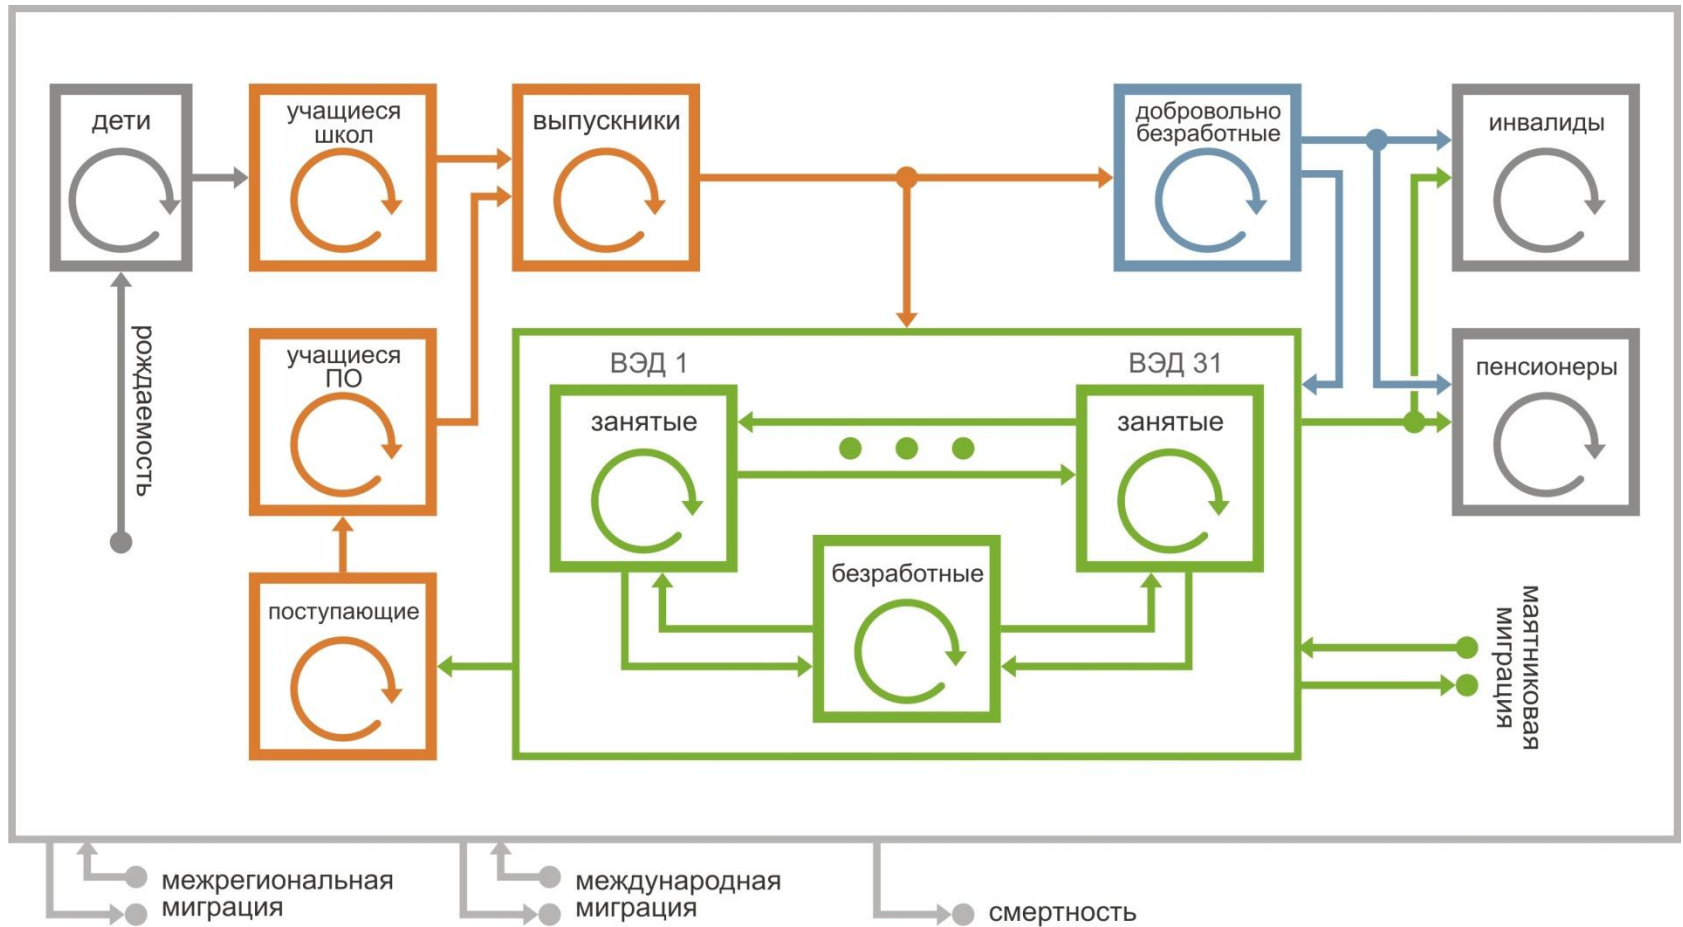 дети
учащиеся
школ
выпускники
добровольно
безработные
инвалиды
рождаемость
учащиеся
ПО
ВЭД 1
ВЭД 31
пенсионеры
занятые
занятые
безработные
поступающие
маятниковая
миграция
межрегиональная
миграция
международная
миграция
смертность